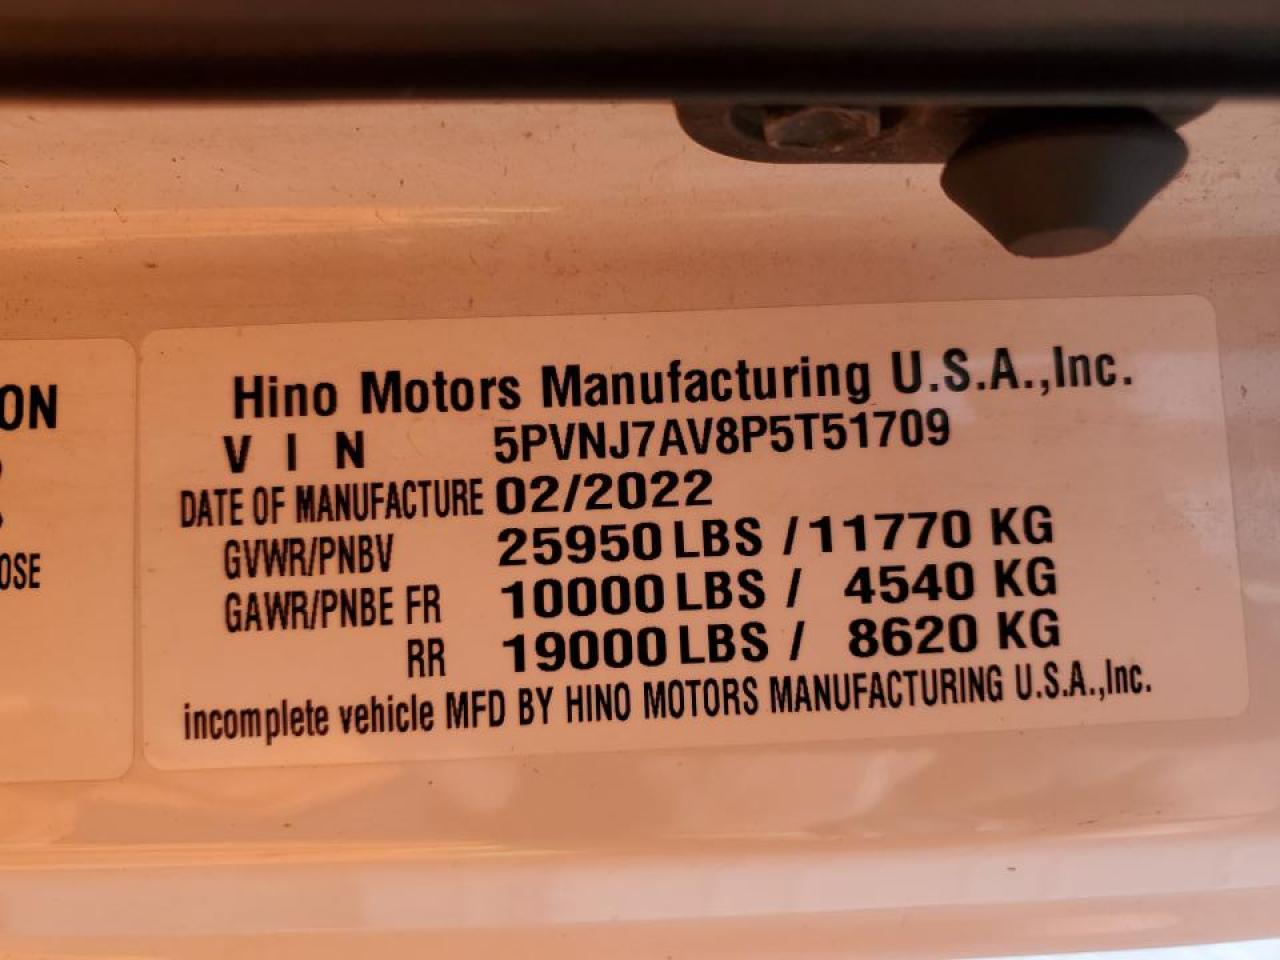 ON
OSE
Hino Motors Manufacturing U.S.A.,Inc.
V I N 5PVNJ7AV8P5T51709
DATE OF MANUFACTURE 02/2022
GVWR/PNBV 25950 LBS / 11770 KG
GAWR/PNBE FR 10000 LBS / 4540 KG
RR 19000 LBS / 8620 KG
incomplete vehicle MFD BY HINO MOTORS MANUFACTURING U.S.A.,Inc.